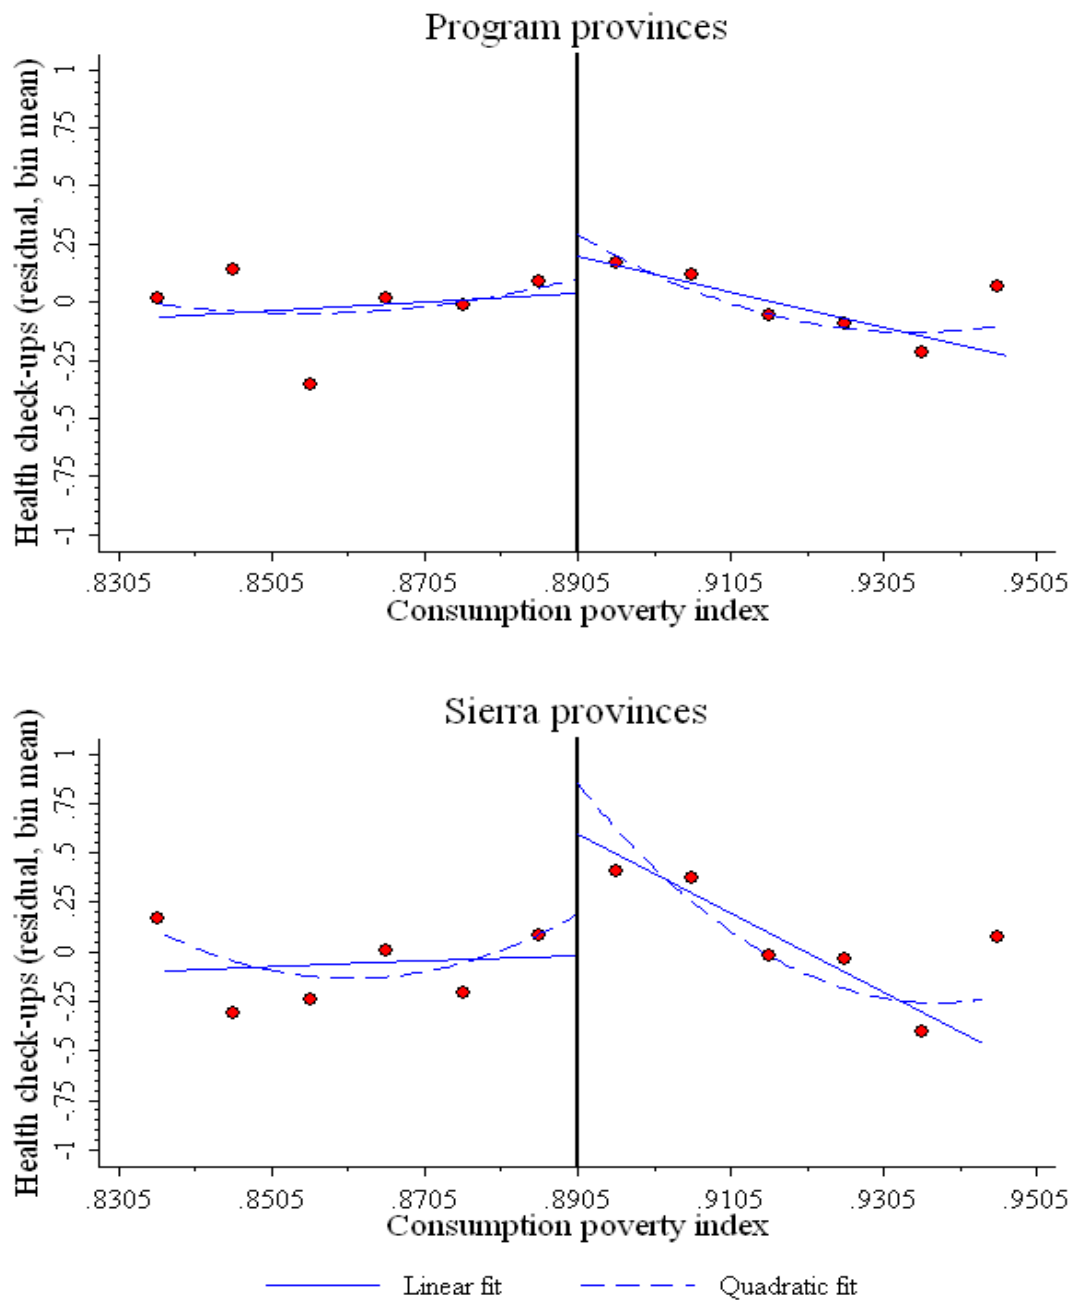 Program provinces
Health check-ups (residual, bin mean)
1
.75
.5
.25
0
-.25
-.5
-.75
-1
.8305 .8505 .8705 .8905 .9105 .9305 .9505
Consumption poverty index
Sierra provinces
Health check-ups (residual, bin mean)
1
.75
.5
.25
0
-.25
-.5
-.75
-1
.8305 .8505 .8705 .8905 .9105 .9305 .9505
Consumption poverty index
Linear fit Quadratic fit